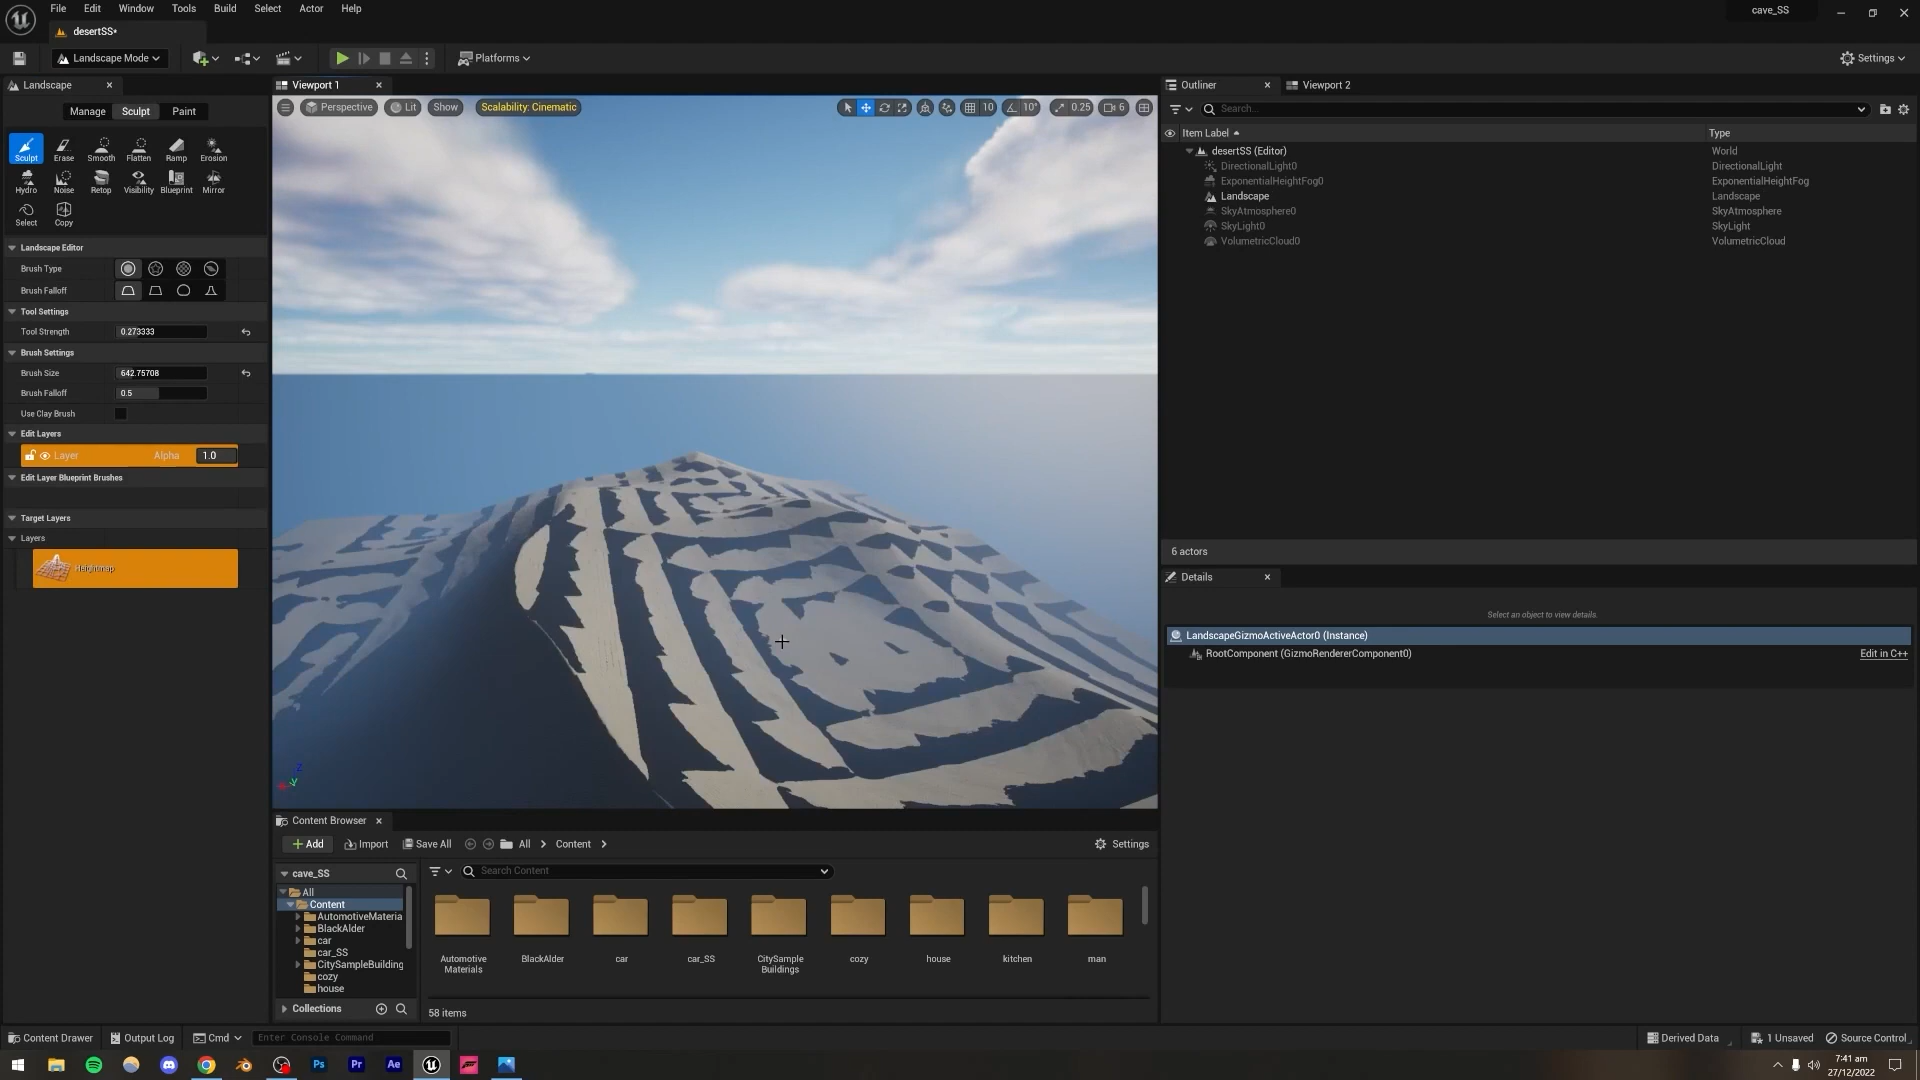 File Edit Window Tools Build Select Actor Help
cave_SS
desertSS•
Landscape Mode
Platforms
Settings
Landscape
Viewport 1
Outliner
Viewport 2
Manage Sculpt Paint
Perspective Lit Show Scalability: Cinematic
10 10° 0.25 6
Search...
Item Label Type
Sculpt Erase Smooth Flatten Ramp Erosion
Hydro Noise Retop Visibility Blueprint Mirror
Select Copy
desertSS (Editor) World
DirectionalLight0 DirectionalLight
ExponentialHeightFog0 ExponentialHeightFog
Landscape Landscape
SkyAtmosphere0 SkyAtmosphere
SkyLight0 SkyLight
VolumetricCloud0 VolumetricCloud
Landscape Editor
Brush Type
Brush Falloff
Tool Settings
Tool Strength 0.273333
Brush Settings
Brush Size 642.75708
Brush Falloff 0.5
Use Clay Brush
Edit Layers
Layer Alpha 1.0
Edit Layer Blueprint Brushes
Target Layers
Layers
Heightmap
6 actors
Details
Select an object to view details.
LandscapeGizmoActiveActor0 (Instance)
RootComponent (GizmoRendererComponent0) Edit in C++
Z
Y
Content Browser
Add Import Save All All Content Settings
cave_SS
Search Content
All
Content
AutomotiveMateria
BlackAlder
car
car_SS
CitySampleBuilding
cozy
house
Automotive Materials
BlackAlder
car
car_SS
CitySample Buildings
cozy
house
kitchen
man
Collections
58 items
Content Drawer Output Log Cmd Enter Console Command
Derived Data 1 Unsaved Source Control
Ps Pr Ae
7:41 am
27/12/2022